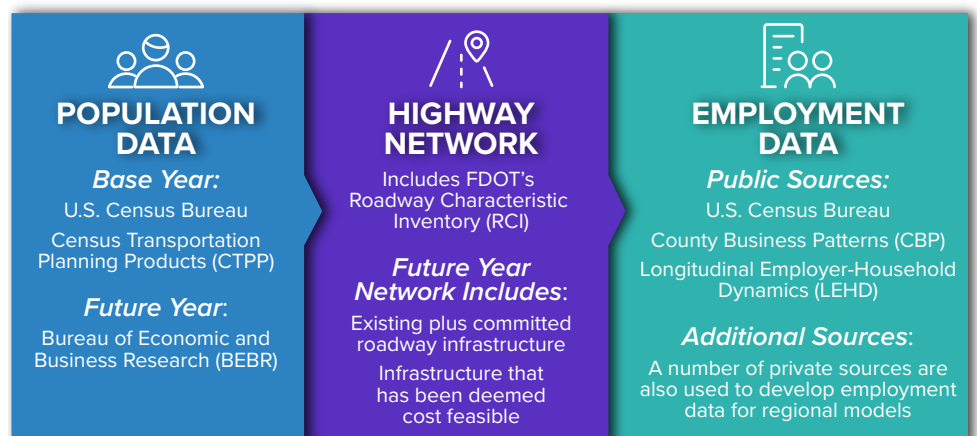 POPULATION
DATA
Base Year:
U.S. Census Bureau
Census Transportation
Planning Products (CTPP)
Future Year:
Bureau of Economic and
Business Research (BEBR)
HIGHWAY
NETWORK
Includes FDOT’s
Roadway Characteristic
Inventory (RCI)
Future Year
Network Includes:
Existing plus committed
roadway infrastructure
Infrastructure that
has been deemed
cost feasible
EMPLOYMENT
DATA
Public Sources:
U.S. Census Bureau
County Business Patterns (CBP)
Longitudinal Employer-Household
Dynamics (LEHD)
Additional Sources:
A number of private sources are
also used to develop employment
data for regional models